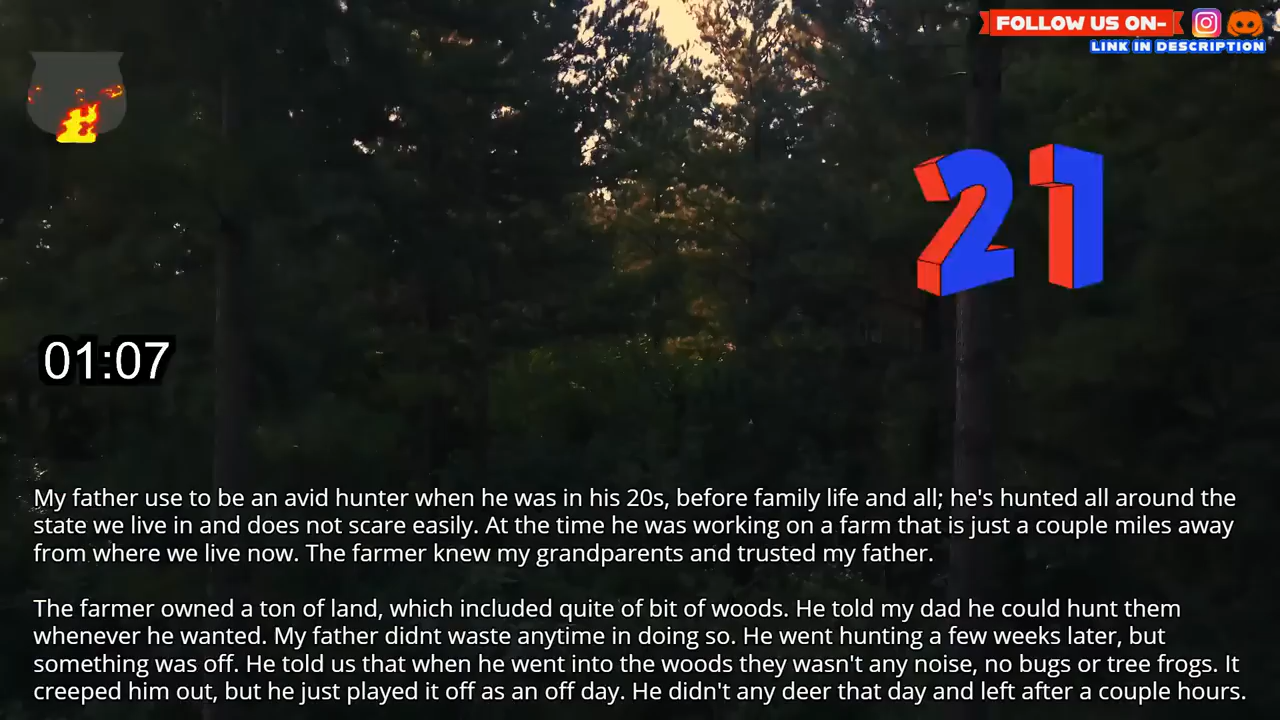 FOLLOW US ON-
LINK IN DESCRIPTION
21
01:07
My father use to be an avid hunter when he was in his 20s, before family life and all; he's hunted all around the
state we live in and does not scare easily. At the time he was working on a farm that is just a couple miles away
from where we live now. The farmer knew my grandparents and trusted my father.
The farmer owned a ton of land, which included quite of bit of woods. He told my dad he could hunt them
whenever he wanted. My father didnt waste anytime in doing so. He went hunting a few weeks later, but
something was off. He told us that when he went into the woods they wasn't any noise, no bugs or tree frogs. It
creeped him out, but he just played it off as an off day. He didn't any deer that day and left after a couple hours.